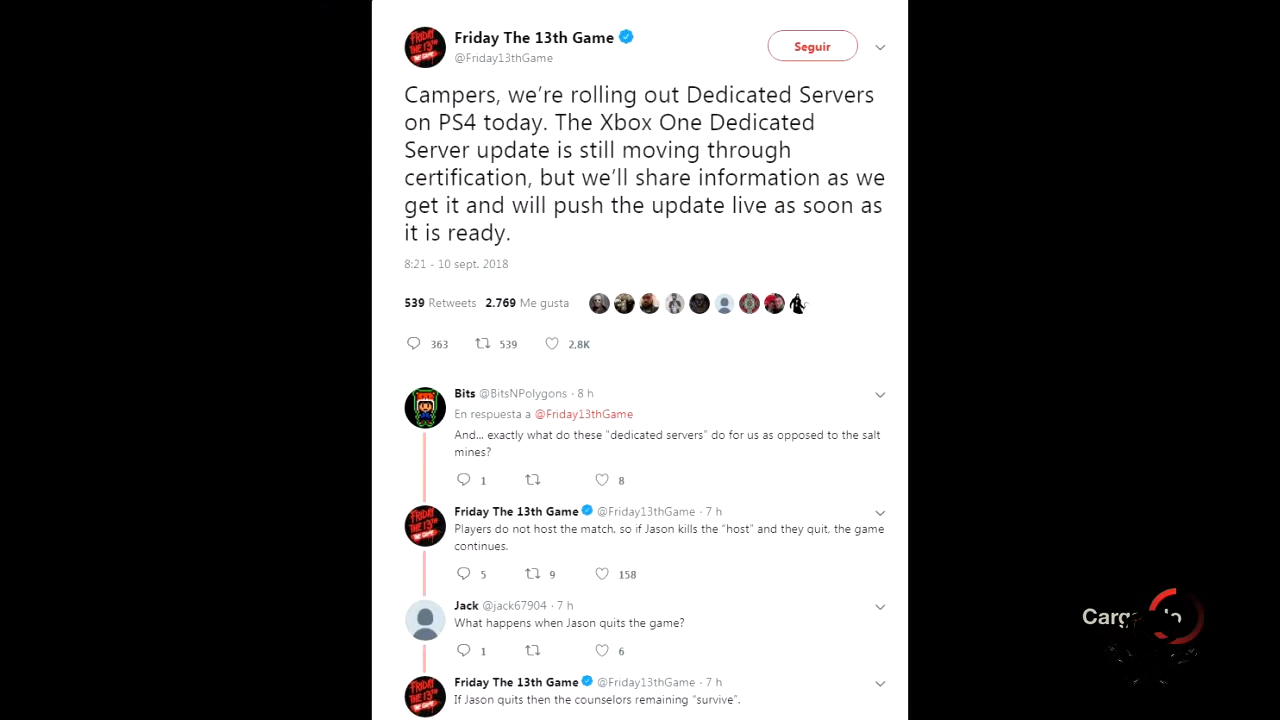 Friday The 13th Game
@Friday13thGame
Seguir
Campers, we’re rolling out Dedicated Servers
on PS4 today. The Xbox One Dedicated
Server update is still moving through
certification, but we’ll share information as we
get it and will push the update live as soon as
it is ready.
8:21 - 10 sept. 2018
539 Retweets 2.769 Me gusta
363 539 2,8K
Bits @BitsNPolygons · 8 h
En respuesta a @Friday13thGame
And... exactly what do these "dedicated servers" do for us as opposed to the salt
mines?
1 8
Friday The 13th Game @Friday13thGame · 7 h
Players do not host the match, so if Jason kills the "host" and they quit, the game
continues.
5 9 158
Jack @jack67904 · 7 h
What happens when Jason quits the game?
1 6
Friday The 13th Game @Friday13thGame · 7 h
If Jason quits then the counselors remaining "survive".